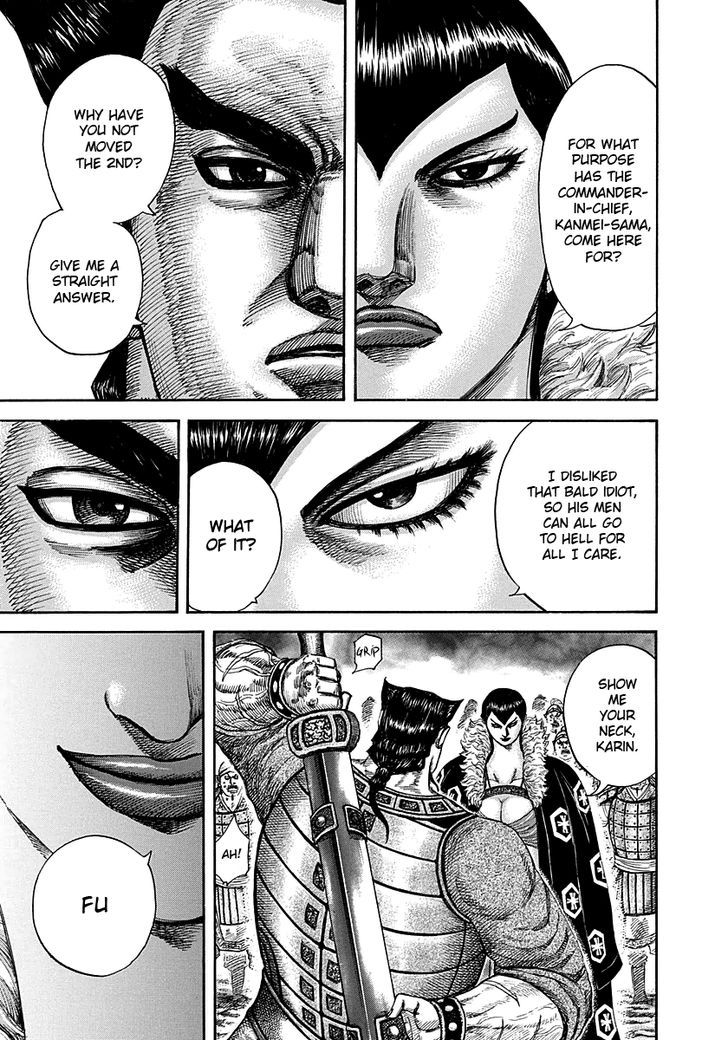 FOR WHAT
PURPOSE
HAS THE
COMMANDER-
IN-CHIEF,
KANMEI-SAMA,
COME HERE
FOR?
WHY HAVE
YOU NOT
MOVED
THE 2ND?
GIVE ME A
STRAIGHT
ANSWER.
I DISLIKED
THAT BALD IDIOT,
SO HIS MEN
CAN ALL GO
TO HELL FOR
ALL I CARE.
WHAT
OF IT?
SHOW
ME
YOUR
NECK,
KARIN.
GRIP
AH!
FU